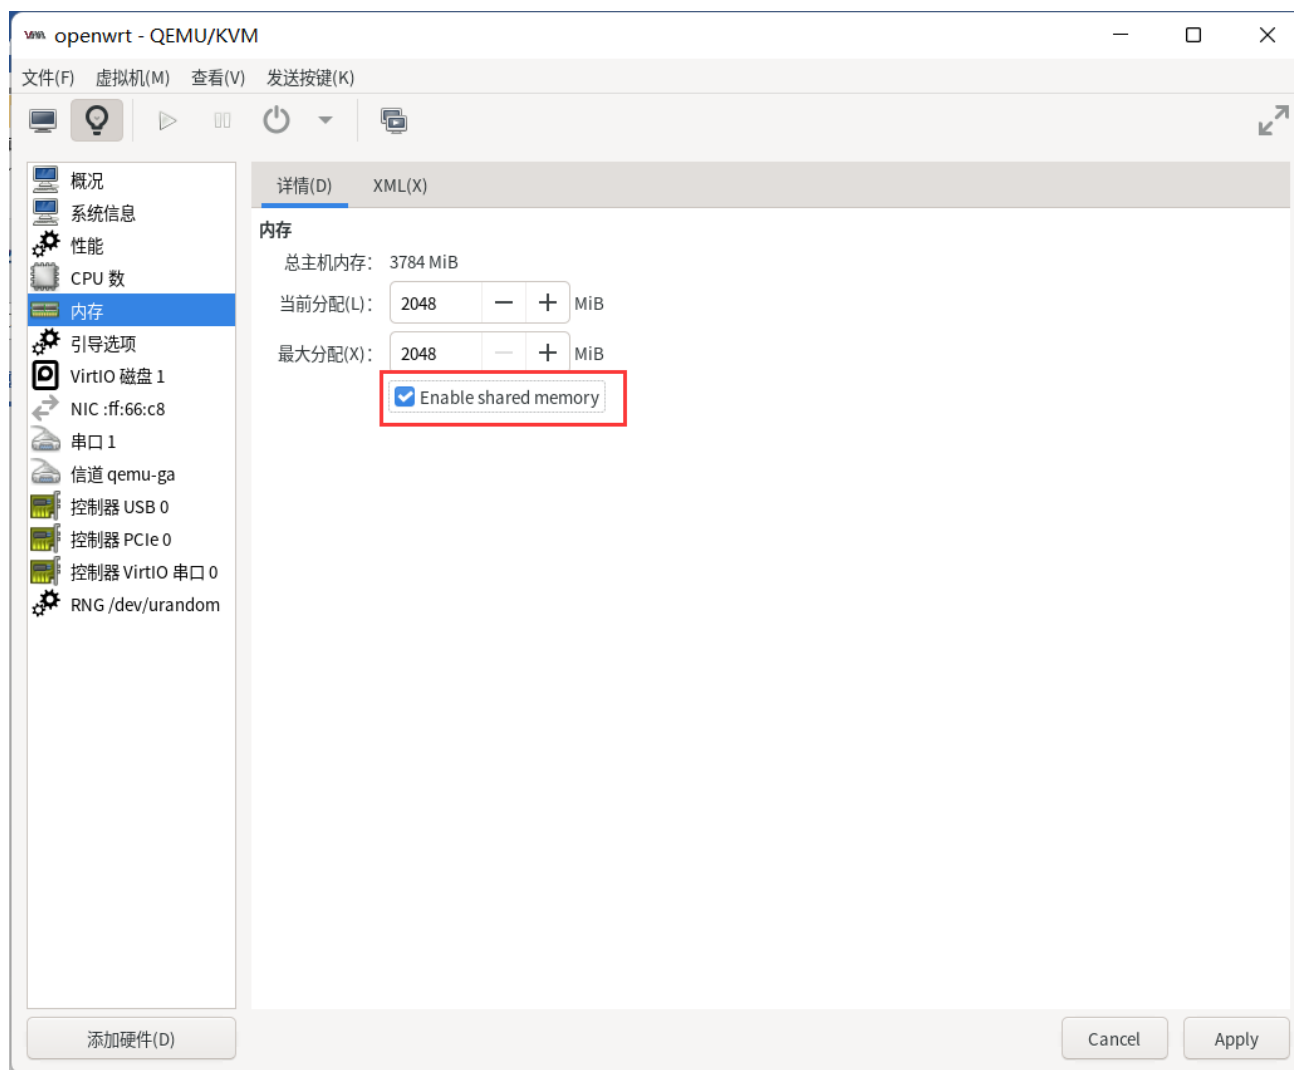 openwrt - QEMU/KVM
文件(F) 虚拟机(M) 查看(V) 发送按键(K)
概况
系统信息
性能
CPU 数
内存
引导选项
VirtIO 磁盘 1
NIC :ff:66:c8
串口 1
信道 qemu-ga
控制器 USB 0
控制器 PCIe 0
控制器 VirtIO 串口 0
RNG /dev/urandom
添加硬件(D)
详情(D) XML(X)
内存
总主机内存： 3784 MiB
当前分配(L)： 2048 MiB
最大分配(X)： 2048 MiB
Enable shared memory
Cancel Apply